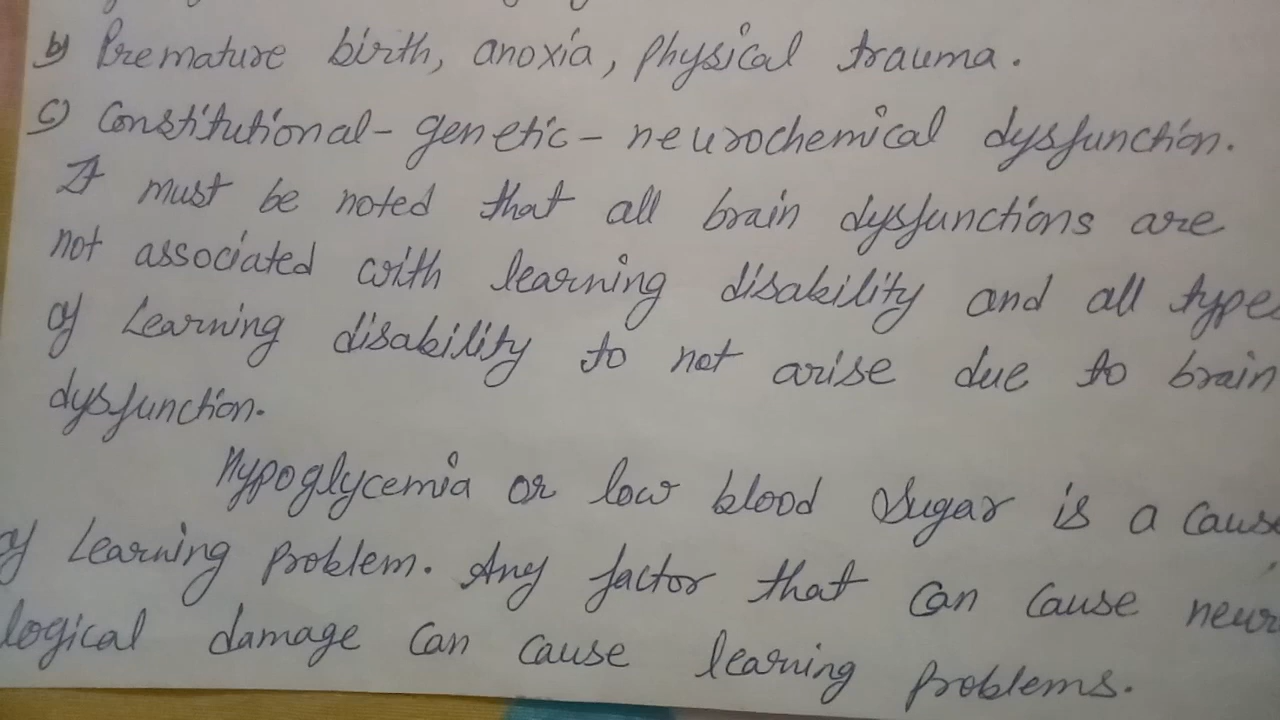 b) Premature birth, anoxia, physical trauma.
c) Constitutional-genetic-neurochemical dysfunction.
It must be noted that all brain dysfunctions are
not associated with learning disability and all types
of Learning disability to not arise due to brain
dysfunction.
Hypoglycemia or low blood sugar is a cause
of Learning problem. Any factor that can cause neur
logical damage can cause learning problems.